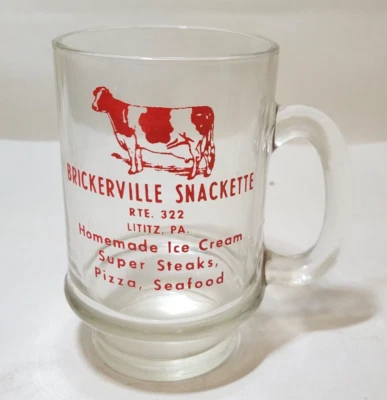 BRICKERVILLE SNACKETTE
RTE. 322
LITITZ, PA.
Homemade Ice Cream
Super Steaks,
Pizza, Seafood